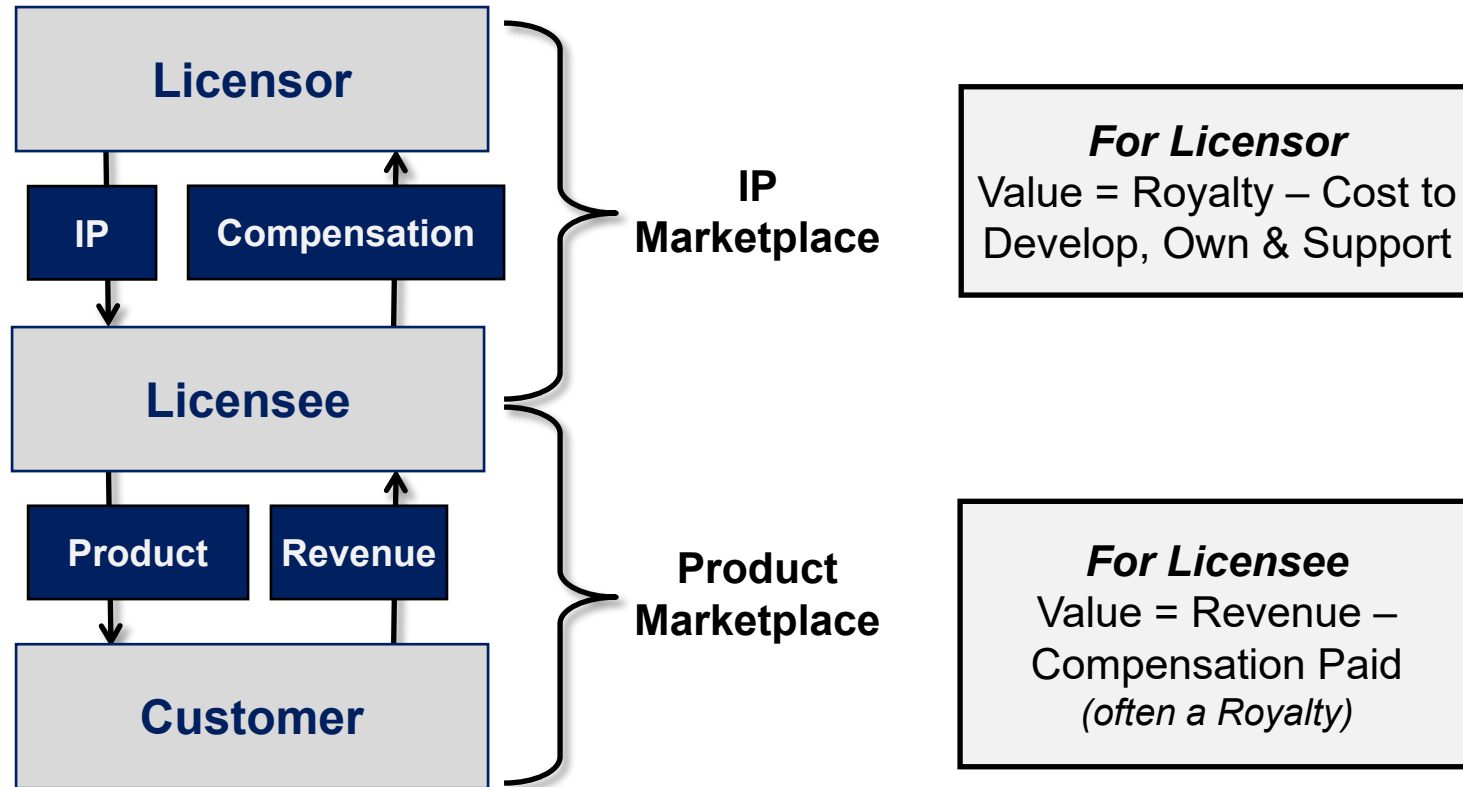 Licensor
IP
Compensation
Licensee
Product
Revenue
Customer
IP
Marketplace
Product
Marketplace
For Licensor
Value = Royalty – Cost to
Develop, Own & Support
For Licensee
Value = Revenue –
Compensation Paid
(often a Royalty)